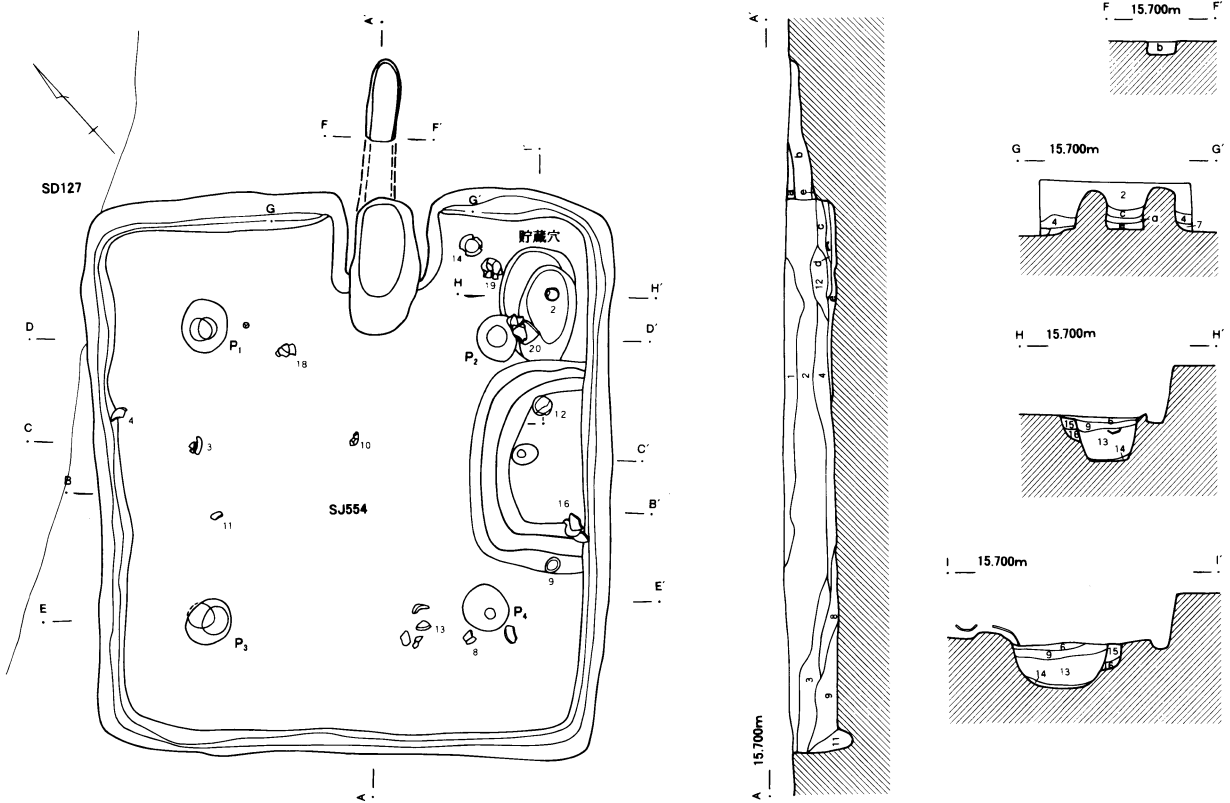 A A´
F 15.700m F´
b
F F´
SD127
G G´
貯蔵穴
14
19
H H´
2
D D´
P1
18
P2
20
4
12
C C´
3
10
B B´
SJ554
16
11
9
E E´
P3
13
8
P4
A A
15.700m
b
a e
c
d
12
1 2 4
3
8
9
11
G 15.700m G´
2
4 c a 4
e 7
H 15.700m H´
15 9 6
16 13
14
I 15.700m I´
6
9 15
14 13 16